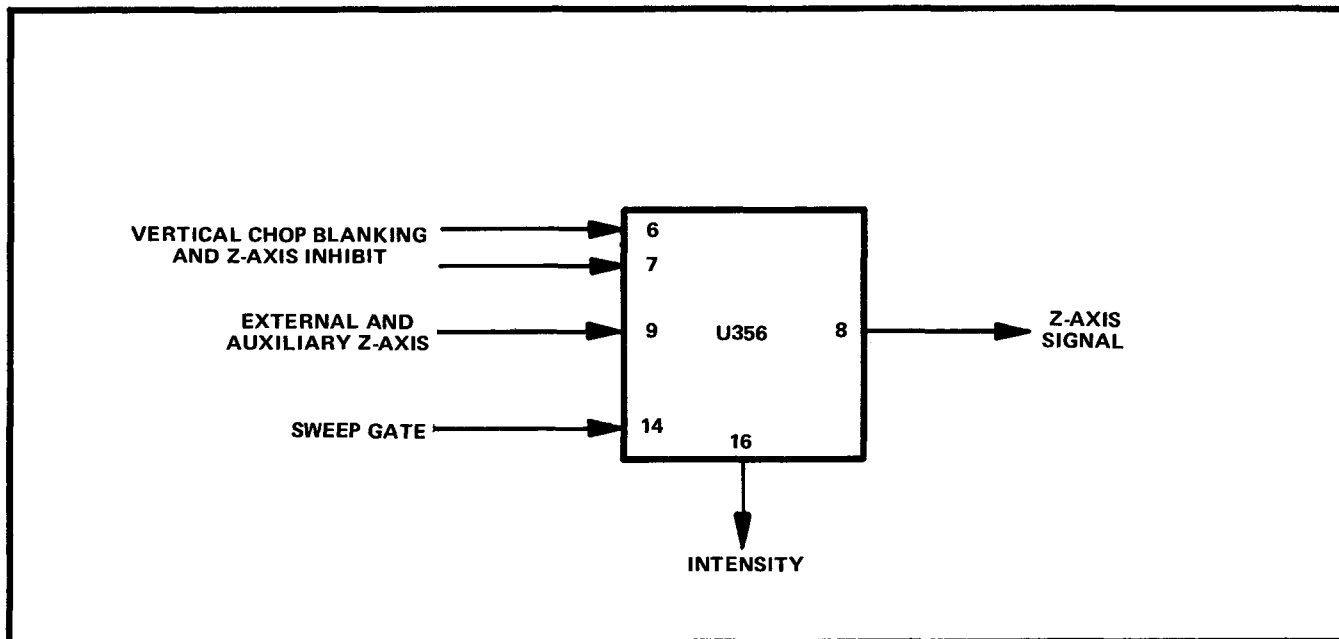 VERTICAL CHOP BLANKING
AND Z-AXIS INHIBIT
6
7
EXTERNAL AND
AUXILIARY Z-AXIS
9
U356
8
Z-AXIS
SIGNAL
SWEEP GATE
14
16
INTENSITY